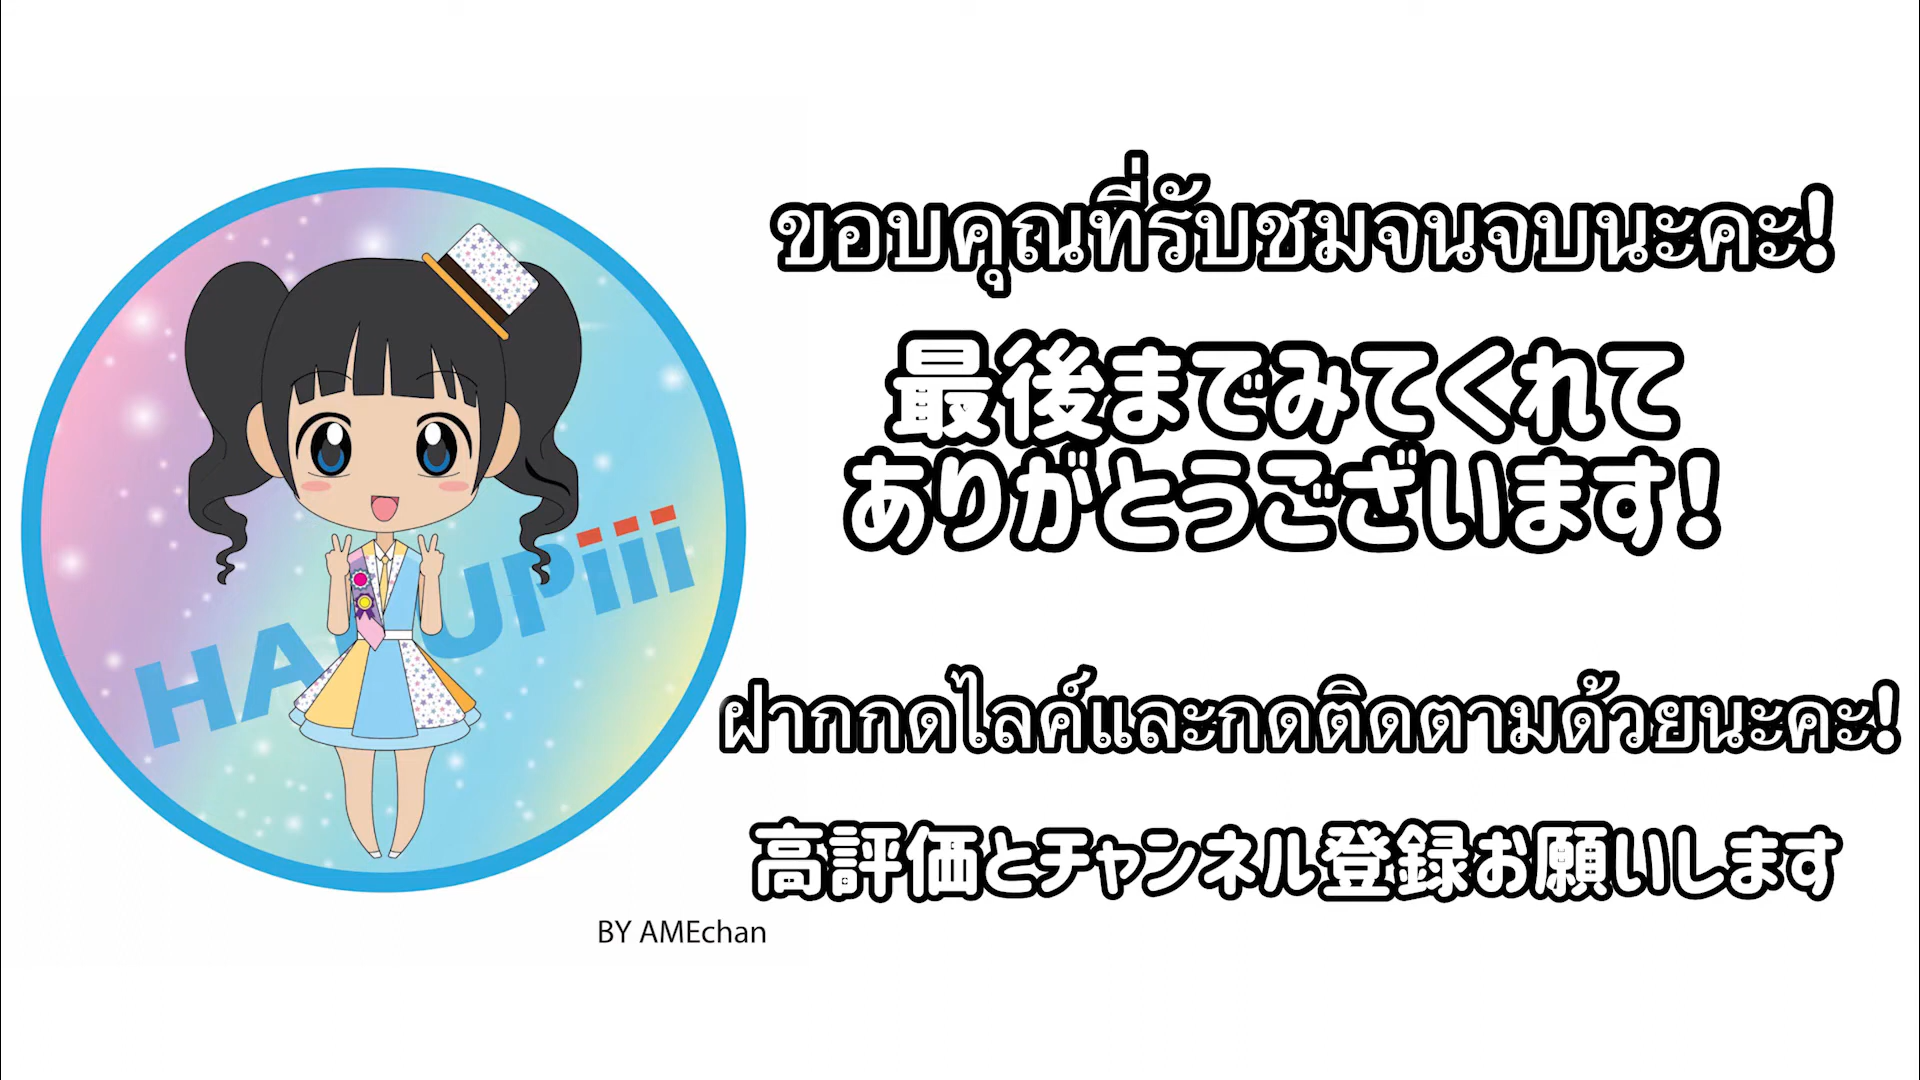 HA UPiii
BY AMEchan
ขอบคุณที่รับชมจนจบนะคะ!
最後までみてくれて
ありがとうございます!
ฝากกดไลค์และกดติดตามด้วยนะคะ!
高評価とチャンネル登録お願いします